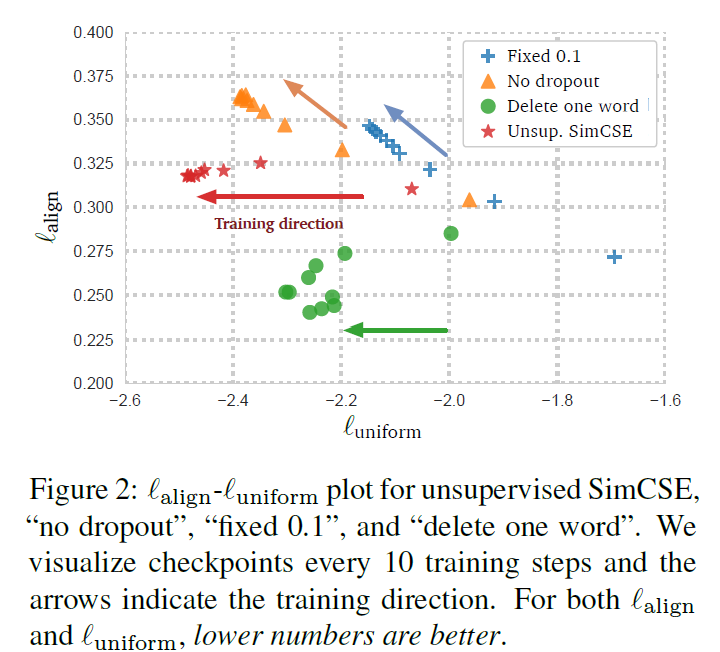 0.400
0.375
0.350
0.325
0.300
0.275
0.250
0.225
0.200
ℓalign
Fixed 0.1
No dropout
Delete one word
Unsup. SimCSE
Training direction
−2.6 −2.4 −2.2 −2.0 −1.8 −1.6
ℓuniform
Figure 2: ℓalign-ℓuniform plot for unsupervised SimCSE,
“no dropout”, “fixed 0.1”, and “delete one word”. We
visualize checkpoints every 10 training steps and the
arrows indicate the training direction. For both ℓalign
and ℓuniform, lower numbers are better.